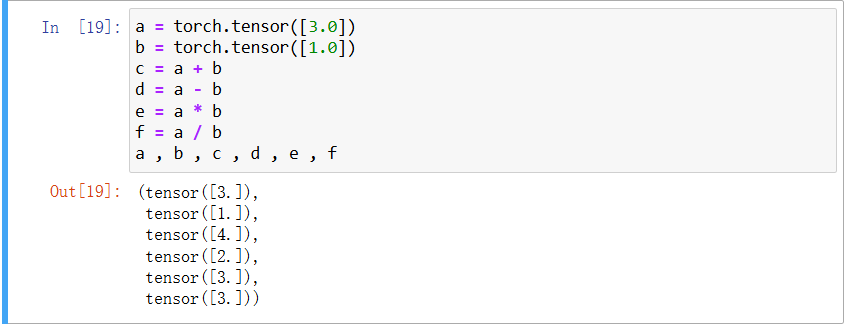 In [19]: a = torch.tensor([3.0])
b = torch.tensor([1.0])
c = a + b
d = a - b
e = a * b
f = a / b
a , b , c , d , e , f
Out[19]: (tensor([3.]),
tensor([1.]),
tensor([4.]),
tensor([2.]),
tensor([3.]),
tensor([3.]))